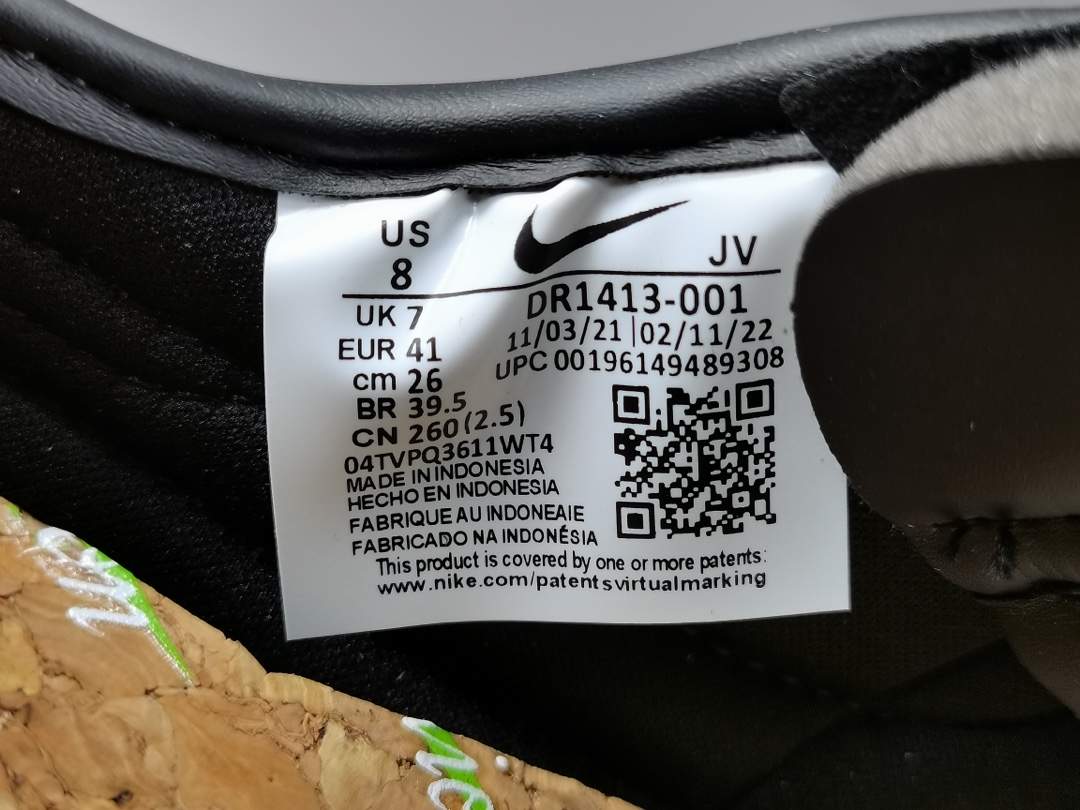 US
8
JV
DR1413-001
UK 7
11/03/21 | 02/11/22
EUR 41
UPC 00196149489308
cm 26
BR 39.5
CN 260 (2.5)
04TVPQ3611WT4
MADE IN INDONESIA
HECHO EN INDONESIA
FABRIQUE AU INDONEAIE
FABRICADO NA INDONÉSIA
This product is covered by one or more patents:
www.nike.com/patentsvirtualmarking